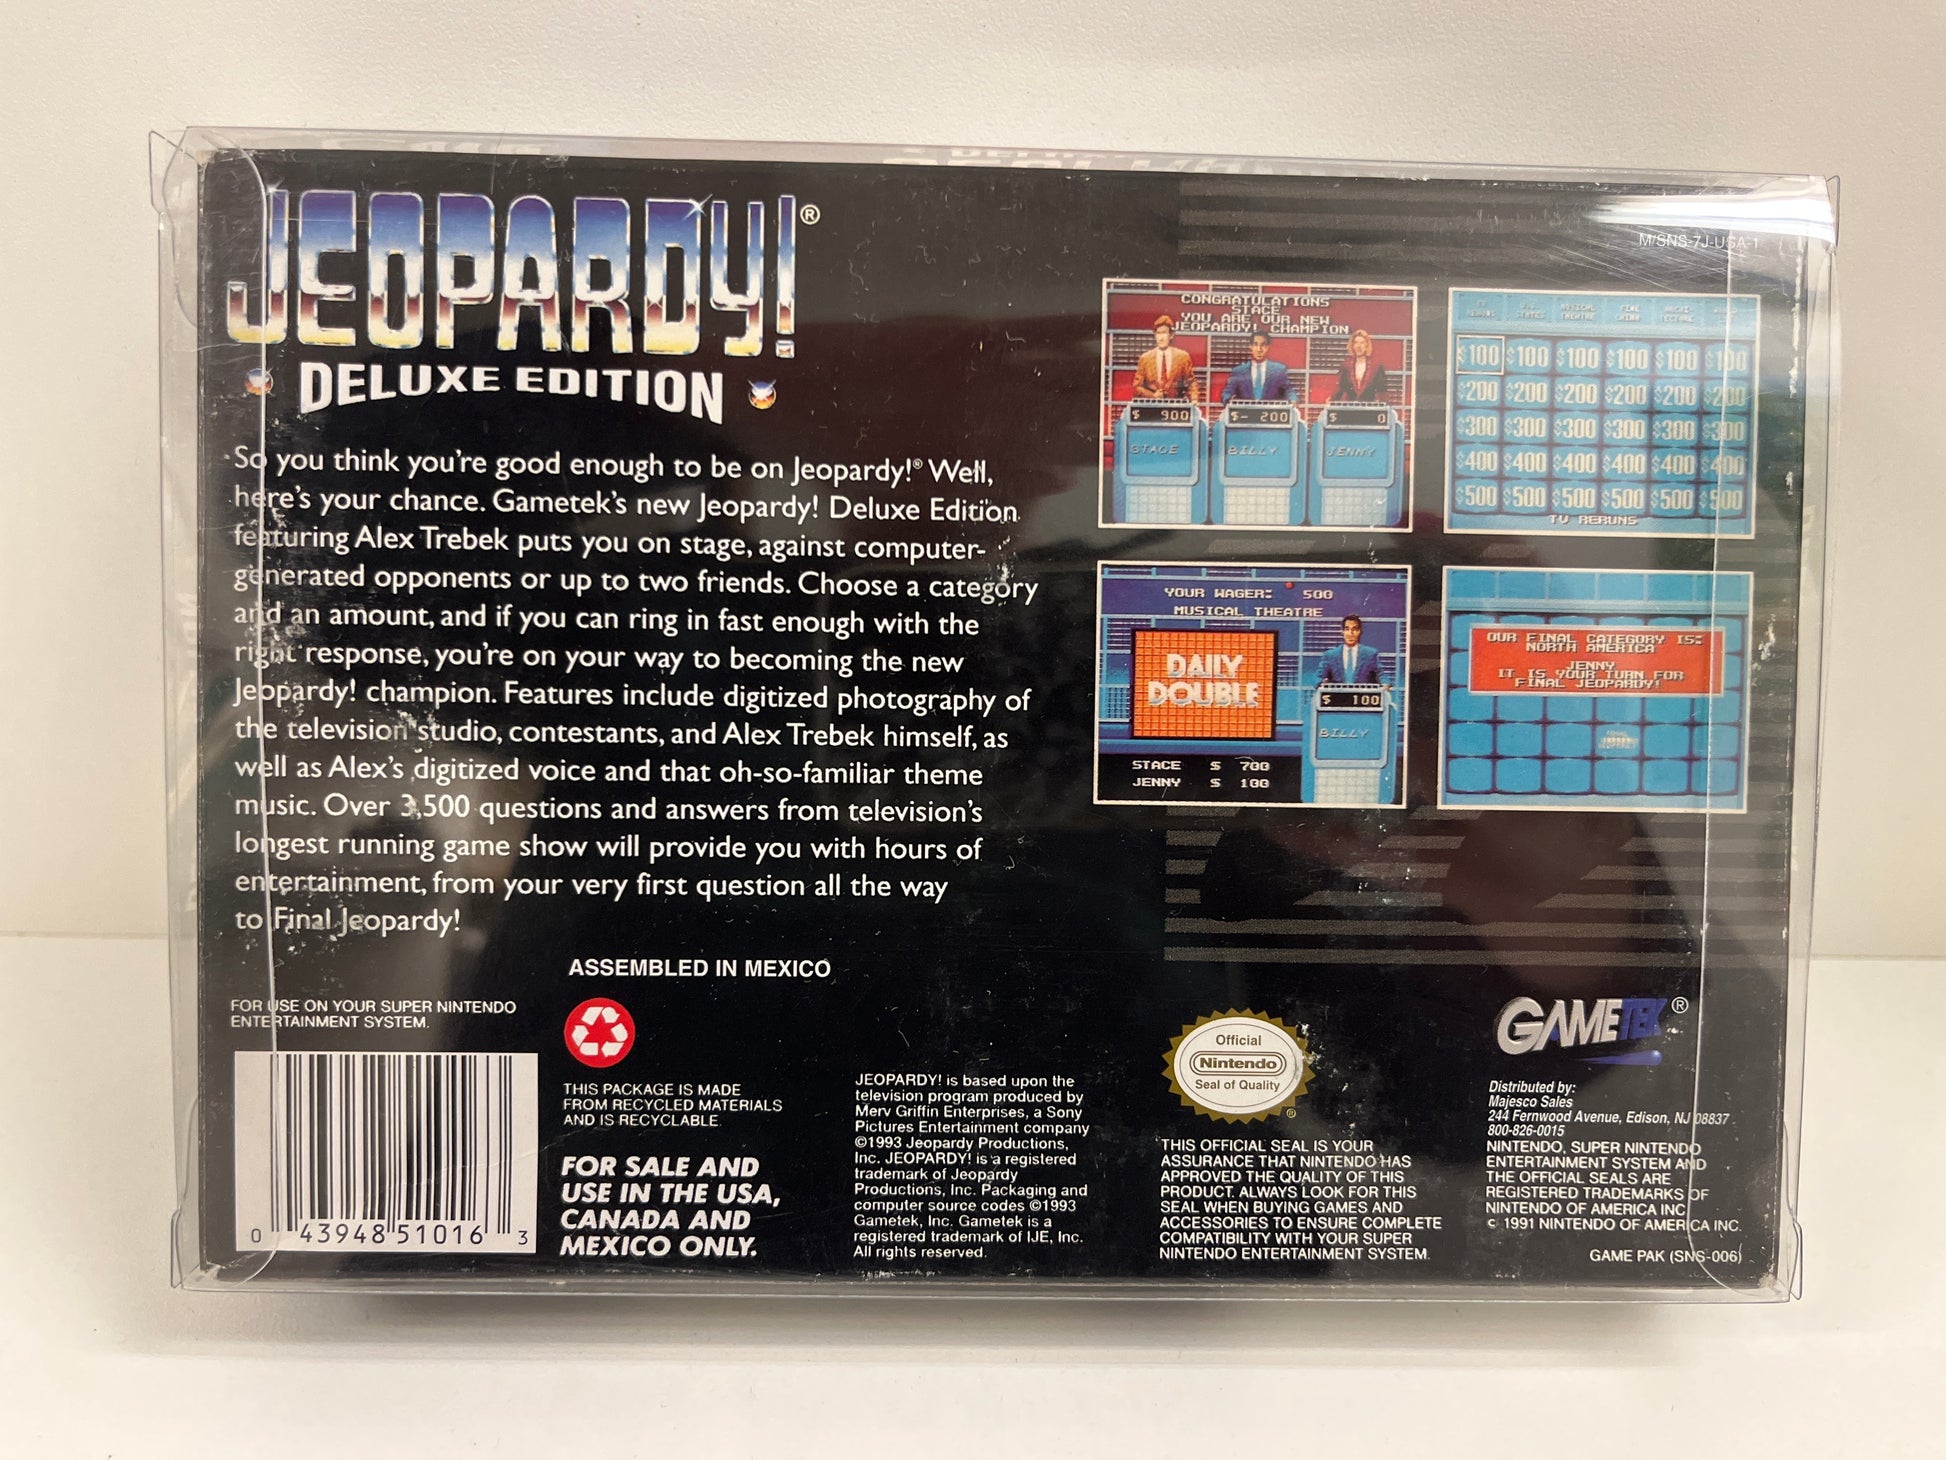 JEOPARDY!®
DELUXE EDITION
So you think you're good enough to be on Jeopardy!® Well,
here's your chance. Gametek's new Jeopardy! Deluxe Edition
featuring Alex Trebek puts you on stage, against computer-
generated opponents or up to two friends. Choose a category
and an amount, and if you can ring in fast enough with the
right response, you're on your way to becoming the new
Jeopardy! champion. Features include digitized photography of
the television studio, contestants, and Alex Trebek himself, as
well as Alex's digitized voice and that oh-so-familiar theme
music. Over 3,500 questions and answers from television's
longest running game show will provide you with hours of
entertainment, from your very first question all the way
to Final Jeopardy!
M/SNS-7J-USA-1
CONGRATULATIONS
STACE
YOU ARE OUR NEW
JEOPARDY! CHAMPION
$ 900 $- 200 $ 0
STACE BILLY JENNY
$100 $100 $100 $100 $100 $100
$200 $200 $200 $200 $200 $200
$300 $300 $300 $300 $300 $300
$400 $400 $400 $400 $400 $400
$500 $500 $500 $500 $500 $500
TV RERUNS
YOUR WAGER: 500
MUSICAL THEATRE
DAILY
DOUBLE
$ 100
BILLY
STACE $ 700
JENNY $ 100
OUR FINAL CATEGORY IS:
NORTH AMERICA
JENNY
IT IS YOUR TURN FOR
FINAL JEOPARDY!
ASSEMBLED IN MEXICO
FOR USE ON YOUR SUPER NINTENDO
ENTERTAINMENT SYSTEM.
0 43948 51016 3
THIS PACKAGE IS MADE
FROM RECYCLED MATERIALS
AND IS RECYCLABLE.
FOR SALE AND
USE IN THE USA,
CANADA AND
MEXICO ONLY.
JEOPARDY! is based upon the
television program produced by
Merv Griffin Enterprises, a Sony
Pictures Entertainment company
©1993 Jeopardy Productions,
Inc. JEOPARDY! is a registered
trademark of Jeopardy
Productions, Inc. Packaging and
computer source codes ©1993
Gametek, Inc. Gametek is a
registered trademark of IJE, Inc.
All rights reserved.
Official
Nintendo
Seal of Quality
®
THIS OFFICIAL SEAL IS YOUR
ASSURANCE THAT NINTENDO HAS
APPROVED THE QUALITY OF THIS
PRODUCT. ALWAYS LOOK FOR THIS
SEAL WHEN BUYING GAMES AND
ACCESSORIES TO ENSURE COMPLETE
COMPATIBILITY WITH YOUR SUPER
NINTENDO ENTERTAINMENT SYSTEM.
GAMETEK®
Distributed by:
Majesco Sales
244 Fernwood Avenue, Edison, NJ 08837
800-826-0015
NINTENDO, SUPER NINTENDO
ENTERTAINMENT SYSTEM AND
THE OFFICIAL SEALS ARE
REGISTERED TRADEMARKS OF
NINTENDO OF AMERICA INC.
© 1991 NINTENDO OF AMERICA INC.
GAME PAK (SNS-006)